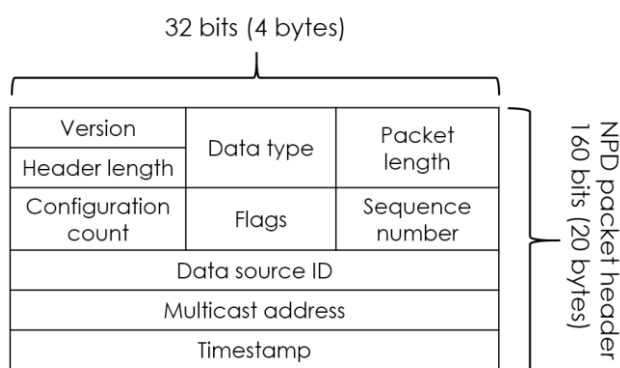 32 bits (4 bytes)
Version
Header length
Data type
Packet
length
Configuration
count
Flags
Sequence
number
Data source ID
Multicast address
Timestamp
NPD packet header
160 bits (20 bytes)